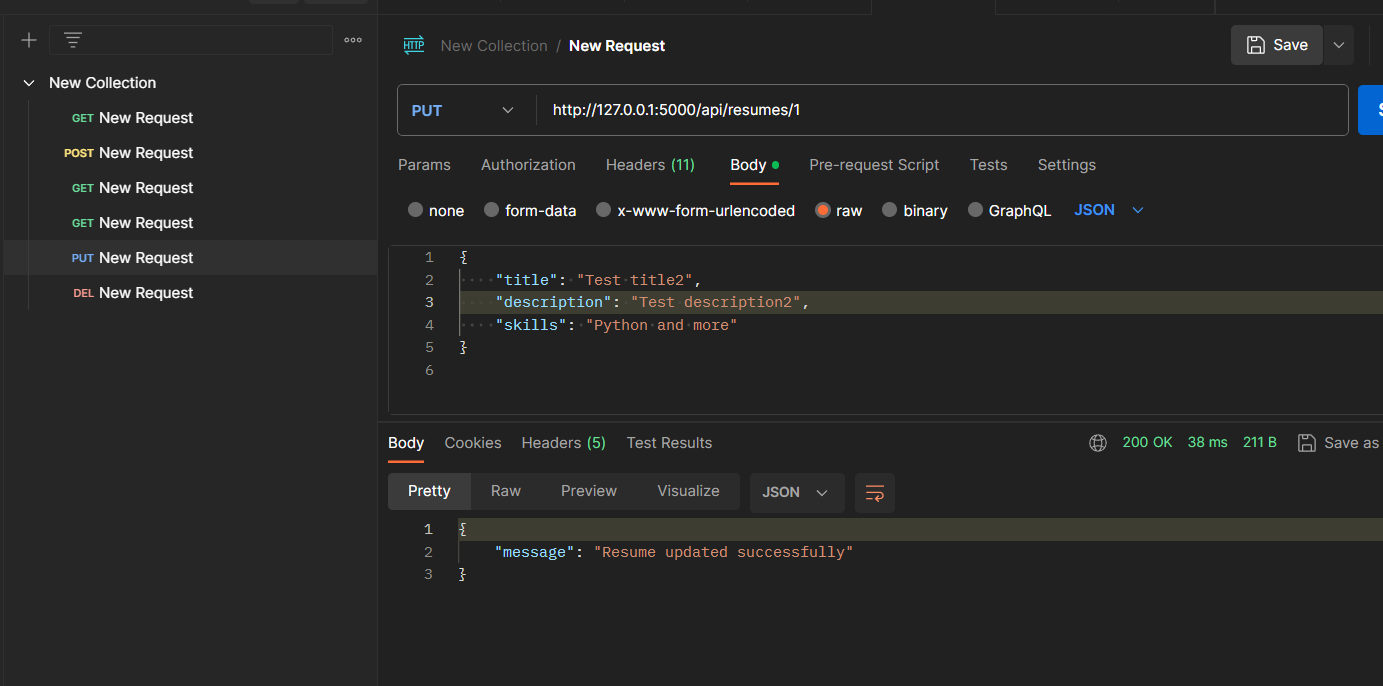 New Collection
GET New Request
POST New Request
GET New Request
GET New Request
PUT New Request
DEL New Request
HTTP New Collection / New Request
Save
PUT http://127.0.0.1:5000/api/resumes/1
Params Authorization Headers (11) Body Pre-request Script Tests Settings
none form-data x-www-form-urlencoded raw binary GraphQL JSON
1 {
2 "title": "Test title2",
3 "description": "Test description2",
4 "skills": "Python and more"
5 }
6
Body Cookies Headers (5) Test Results 200 OK 38 ms 211 B Save as
Pretty Raw Preview Visualize JSON
1 {
2 "message": "Resume updated successfully"
3 }